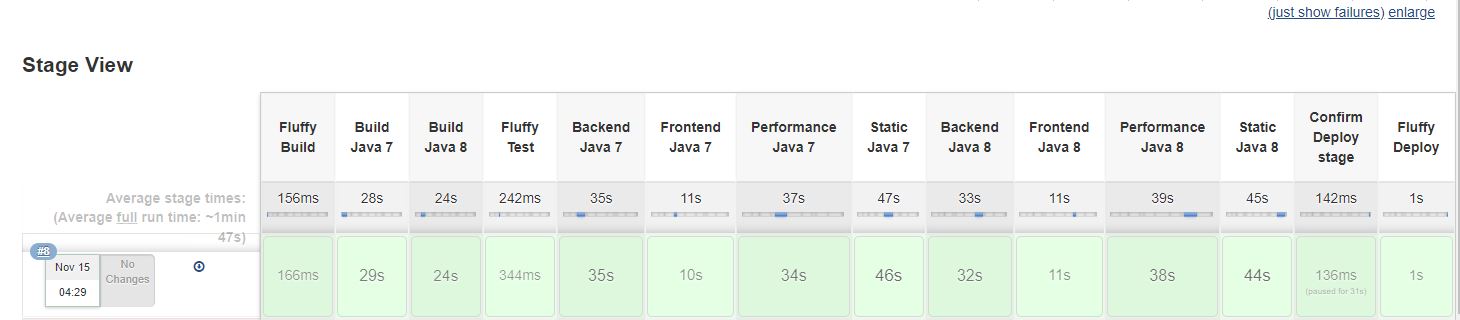 (just show failures) enlarge
Stage View
Fluffy Build
Build Java 7
Build Java 8
Fluffy Test
Backend Java 7
Frontend Java 7
Performance Java 7
Static Java 7
Backend Java 8
Frontend Java 8
Performance Java 8
Static Java 8
Confirm Deploy stage
Fluffy Deploy
Average stage times:
(Average full run time: ~1min
47s)
156ms 28s 24s 242ms 35s 11s 37s 47s 33s 11s 39s 45s 142ms 1s
#8
Nov 15
04:29
No
Changes
166ms 29s 24s 344ms 35s 10s 34s 46s 32s 11s 38s 44s 136ms 1s
(paused for 31s)